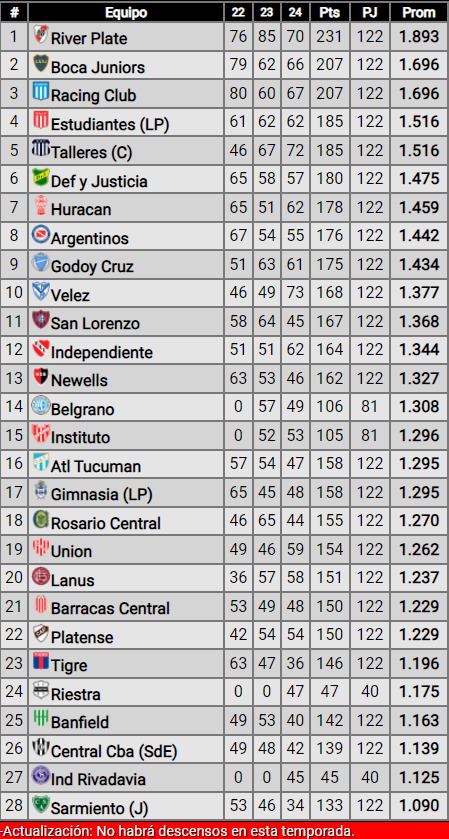 # Equipo 22 23 24 Pts PJ Prom
1 River Plate 76 85 70 231 122 1.893
2 Boca Juniors 79 62 66 207 122 1.696
3 Racing Club 80 60 67 207 122 1.696
4 Estudiantes (LP) 61 62 62 185 122 1.516
5 Talleres (C) 46 67 72 185 122 1.516
6 Def y Justicia 65 58 57 180 122 1.475
7 Huracan 65 51 62 178 122 1.459
8 Argentinos 67 54 55 176 122 1.442
9 Godoy Cruz 51 63 61 175 122 1.434
10 Velez 46 49 73 168 122 1.377
11 San Lorenzo 58 64 45 167 122 1.368
12 Independiente 51 51 62 164 122 1.344
13 Newells 63 53 46 162 122 1.327
14 Belgrano 0 57 49 106 81 1.308
15 Instituto 0 52 53 105 81 1.296
16 Atl Tucuman 57 54 47 158 122 1.295
17 Gimnasia (LP) 65 45 48 158 122 1.295
18 Rosario Central 46 65 44 155 122 1.270
19 Union 49 46 59 154 122 1.262
20 Lanus 36 57 58 151 122 1.237
21 Barracas Central 53 49 48 150 122 1.229
22 Platense 42 54 54 150 122 1.229
23 Tigre 63 47 36 146 122 1.196
24 Riestra 0 0 47 47 40 1.175
25 Banfield 49 53 40 142 122 1.163
26 Central Cba (SdE) 49 48 42 139 122 1.139
27 Ind Rivadavia 0 0 45 45 40 1.125
28 Sarmiento (J) 53 46 34 133 122 1.090
-Actualización: No habrá descensos en esta temporada.